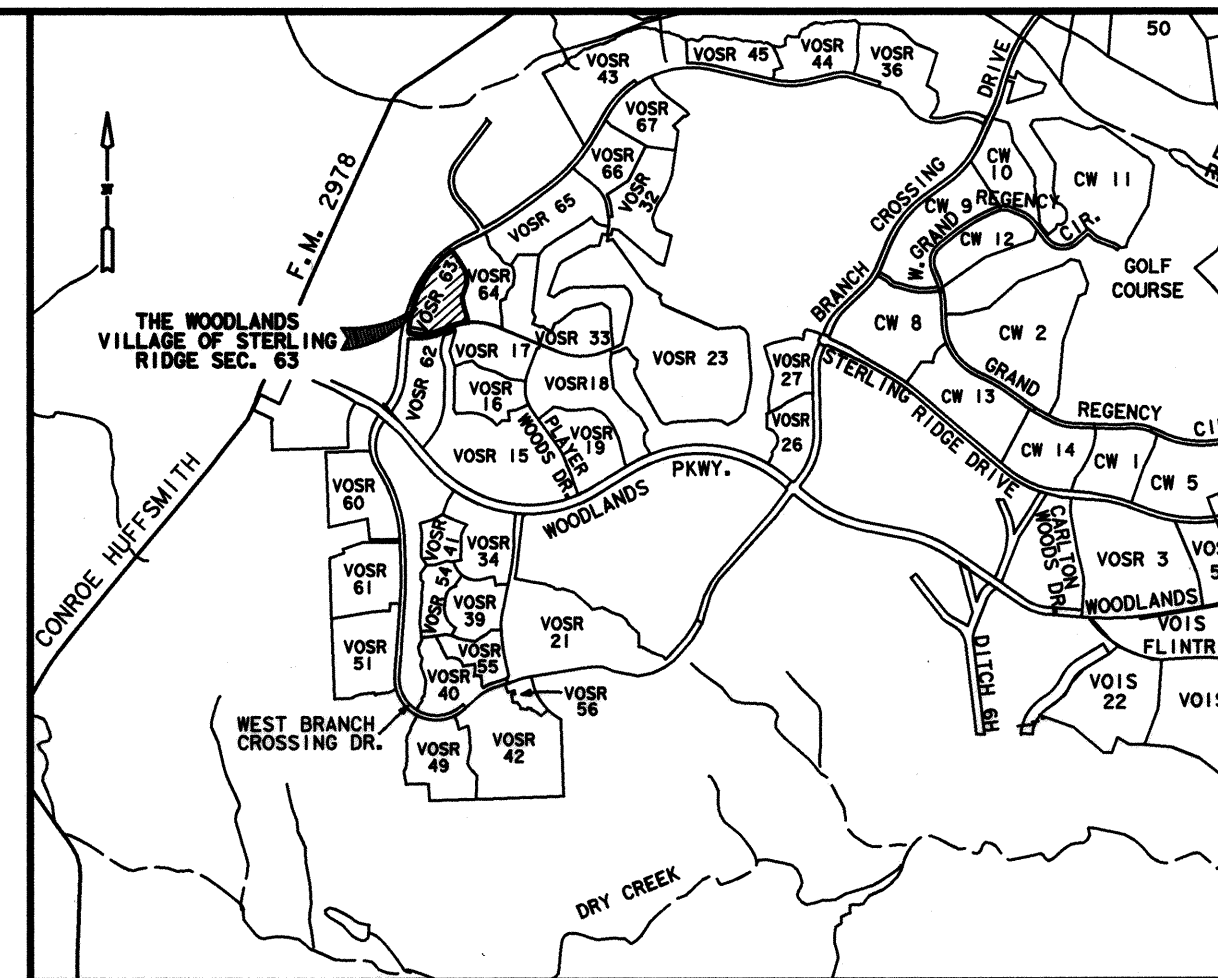 50
VOSR
43
VOSR 45
VOSR
44
VOSR
36
DRIVE
VOSR
67
VOSR
66
VOSR
32
CW
10
CW 11
F.M. 2978
VOSR 65
CROSSING
CW 9
REGENCY
CIR.
W. GRAND
CW 12
VOSR 63
VOSR
64
GOLF
COURSE
BRANCH
THE WOODLANDS
VILLAGE OF STERLING
RIDGE SEC. 63
CW 8
CW 2
VOSR 33
VOSR 17
VOSR 23
VOSR 62
VOSR
27
STERLING RIDGE DRIVE
GRAND
VOSR
16
VOSR18
CW 13
REGENCY
CI
PLAYER
WOODS DR.
VOSR
19
VOSR
26
VOSR 15
PKWY.
WOODLANDS
CW 14
CW 1
CW 5
CONROE HUFFSMITH
VOSR
60
VOSR
41
VOSR
34
CARLTON
WOODS DR.
VOSR 3
VOS
5
VOSR
61
VOSR 54
VOSR
39
WOODLANDS
VOSR
21
VOIS
FLINTR
VOSR
51
VOSR
55
VOSR
40
DITCH 6H
VOSR
56
VOIS
22
VOIS
WEST BRANCH
CROSSING DR.
VOSR
49
VOSR
42
DRY CREEK